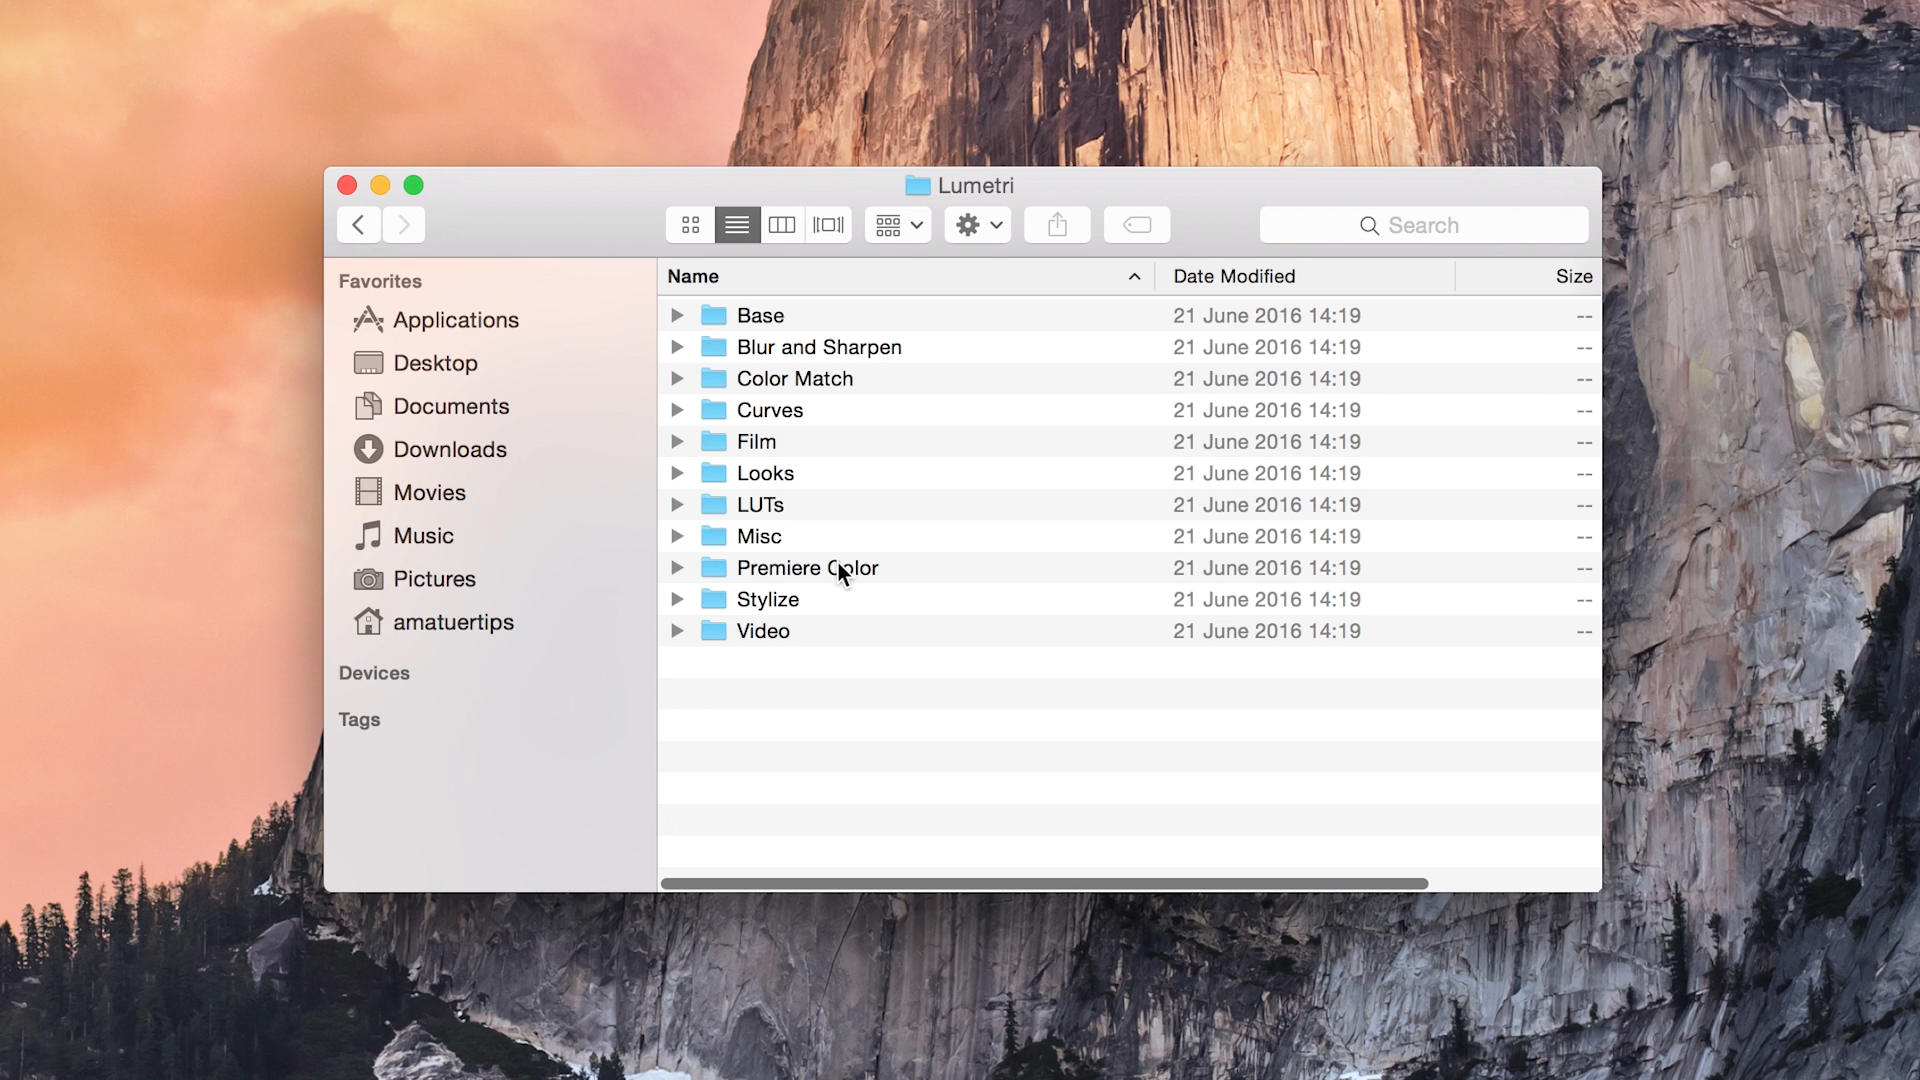 Lumetri
Search
Favorites
Applications
Desktop
Documents
Downloads
Movies
Music
Pictures
amatuertips
Devices
Tags
Name Date Modified Size
Base 21 June 2016 14:19 --
Blur and Sharpen 21 June 2016 14:19 --
Color Match 21 June 2016 14:19 --
Curves 21 June 2016 14:19 --
Film 21 June 2016 14:19 --
Looks 21 June 2016 14:19 --
LUTs 21 June 2016 14:19 --
Misc 21 June 2016 14:19 --
Premiere Color 21 June 2016 14:19 --
Stylize 21 June 2016 14:19 --
Video 21 June 2016 14:19 --